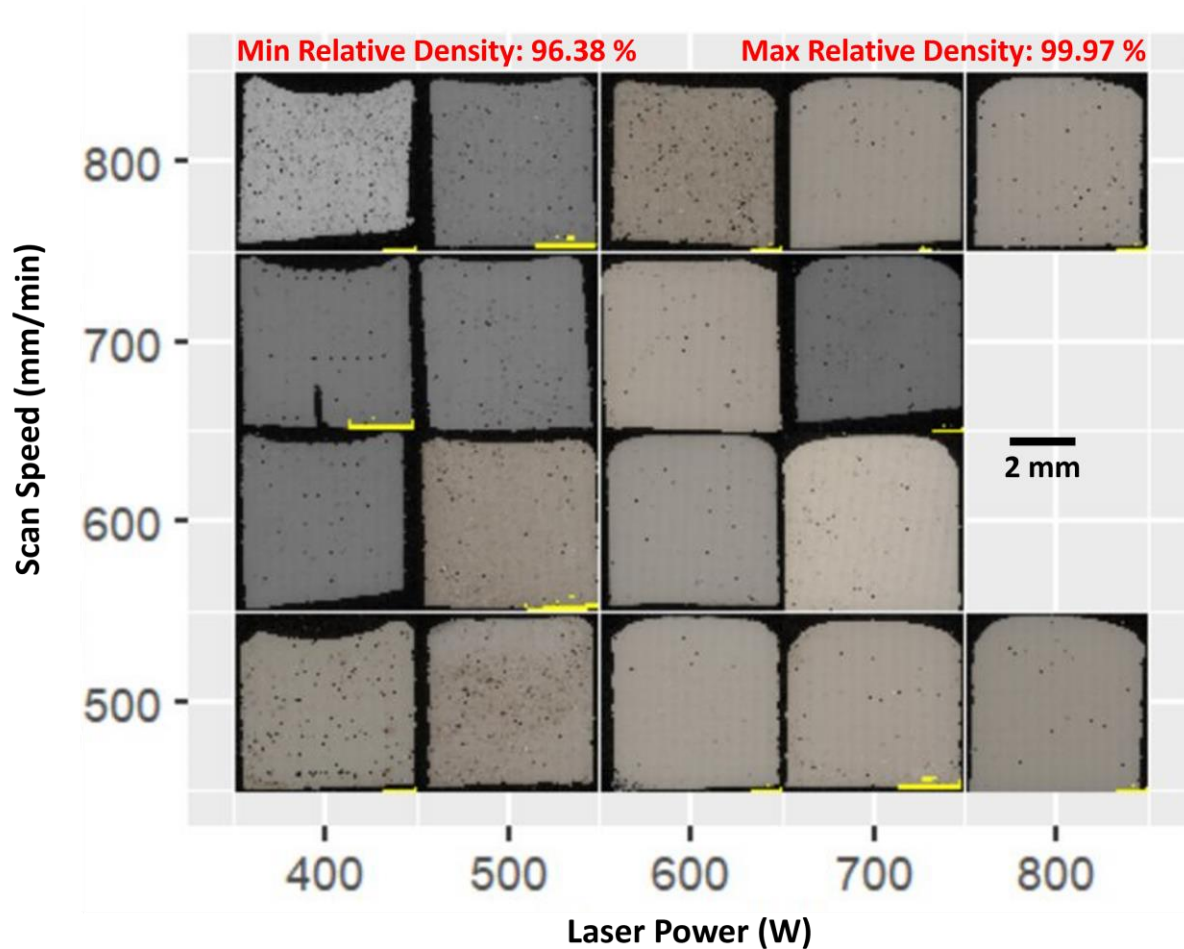 Min Relative Density: 96.38 %
Max Relative Density: 99.97 %
Scan Speed (mm/min)
800
700
600
500
2 mm
400 500 600 700 800
Laser Power (W)